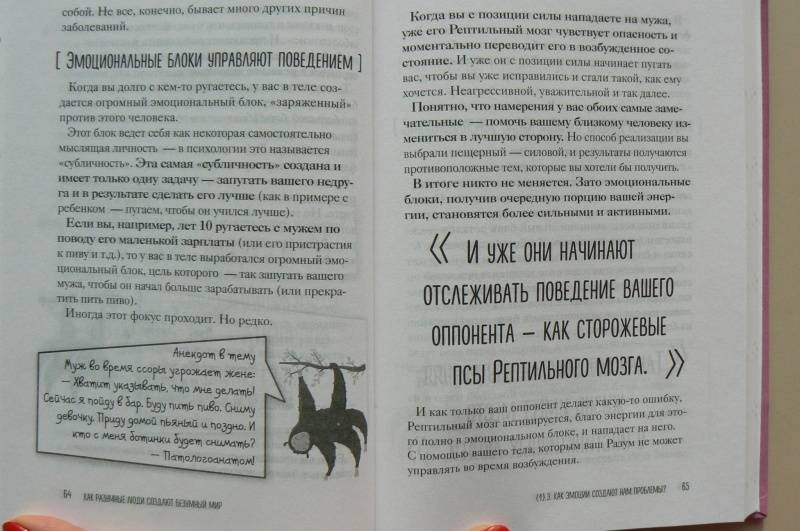 собой. Не все, конечно, бывает много других причин
заболеваний.
[ Эмоциональные блоки управляют поведением ]
Когда вы долго с кем-то ругаетесь, у вас в теле соз-
дается огромный эмоциональный блок, «заряженный»
против этого человека.
Этот блок ведет себя как некоторая самостоятельно
мыслящая личность — в психологии это называется
«субличность». Эта самая «субличность» создана и
имеет только одну задачу — запугать вашего недру-
га и в результате сделать его лучше (как в примере с
ребенком — пугаем, чтобы он учился лучше).
Если вы, например, лет 10 ругаетесь с мужем по
поводу его маленькой зарплаты (или его пристрастия
к пиву и т.д.), то у вас в теле выработался огромный эмо-
циональный блок, цель которого — так запугать вашего
мужа, чтобы он начал больше зарабатывать (или прекра-
тить пить пиво).
Иногда этот фокус проходит. Но редко.
Анекдот в тему
Муж во время ссоры угрожает жене:
— Хватит указывать, что мне делать!
Сейчас я пойду в бар. Буду пить пиво. Сниму
девочку. Приду домой пьяный и поздно. И
кто с меня ботинки будет снимать?
— Патологоанатом!
64 Как разумные люди создают безумный мир
Когда вы с позиции силы нападаете на мужа,
уже его Рептильный мозг чувствует опасность и
моментально переводит его в возбужденное со-
стояние. И уже он с позиции силы начинает пугать
вас, чтобы вы уже исправились и стали такой, как ему
хочется. Неагрессивной, уважительной и так далее.
Понятно, что намерения у вас обоих самые заме-
чательные — помочь вашему близкому человеку из-
мениться в лучшую сторону. Но способ реализации вы
выбрали пещерный — силовой, и результаты получаются
противоположные тем, которые вы хотели бы получить.
В итоге никто не меняется. Зато эмоциональные
блоки, получив очередную порцию вашей энер-
гии, становятся более сильными и активными.
« И уже они начинают
отслеживать поведение вашего
оппонента — как сторожевые
псы Рептильного мозга. »
И как только ваш оппонент делает какую-то ошибку,
Рептильный мозг активируется, благо энергии для это-
го полно в эмоциональном блоке, и нападает на него.
С помощью вашего тела, которым ваш Разум не может
управлять во время возбуждения.
(1).3. Как эмоции создают нам проблемы? 65